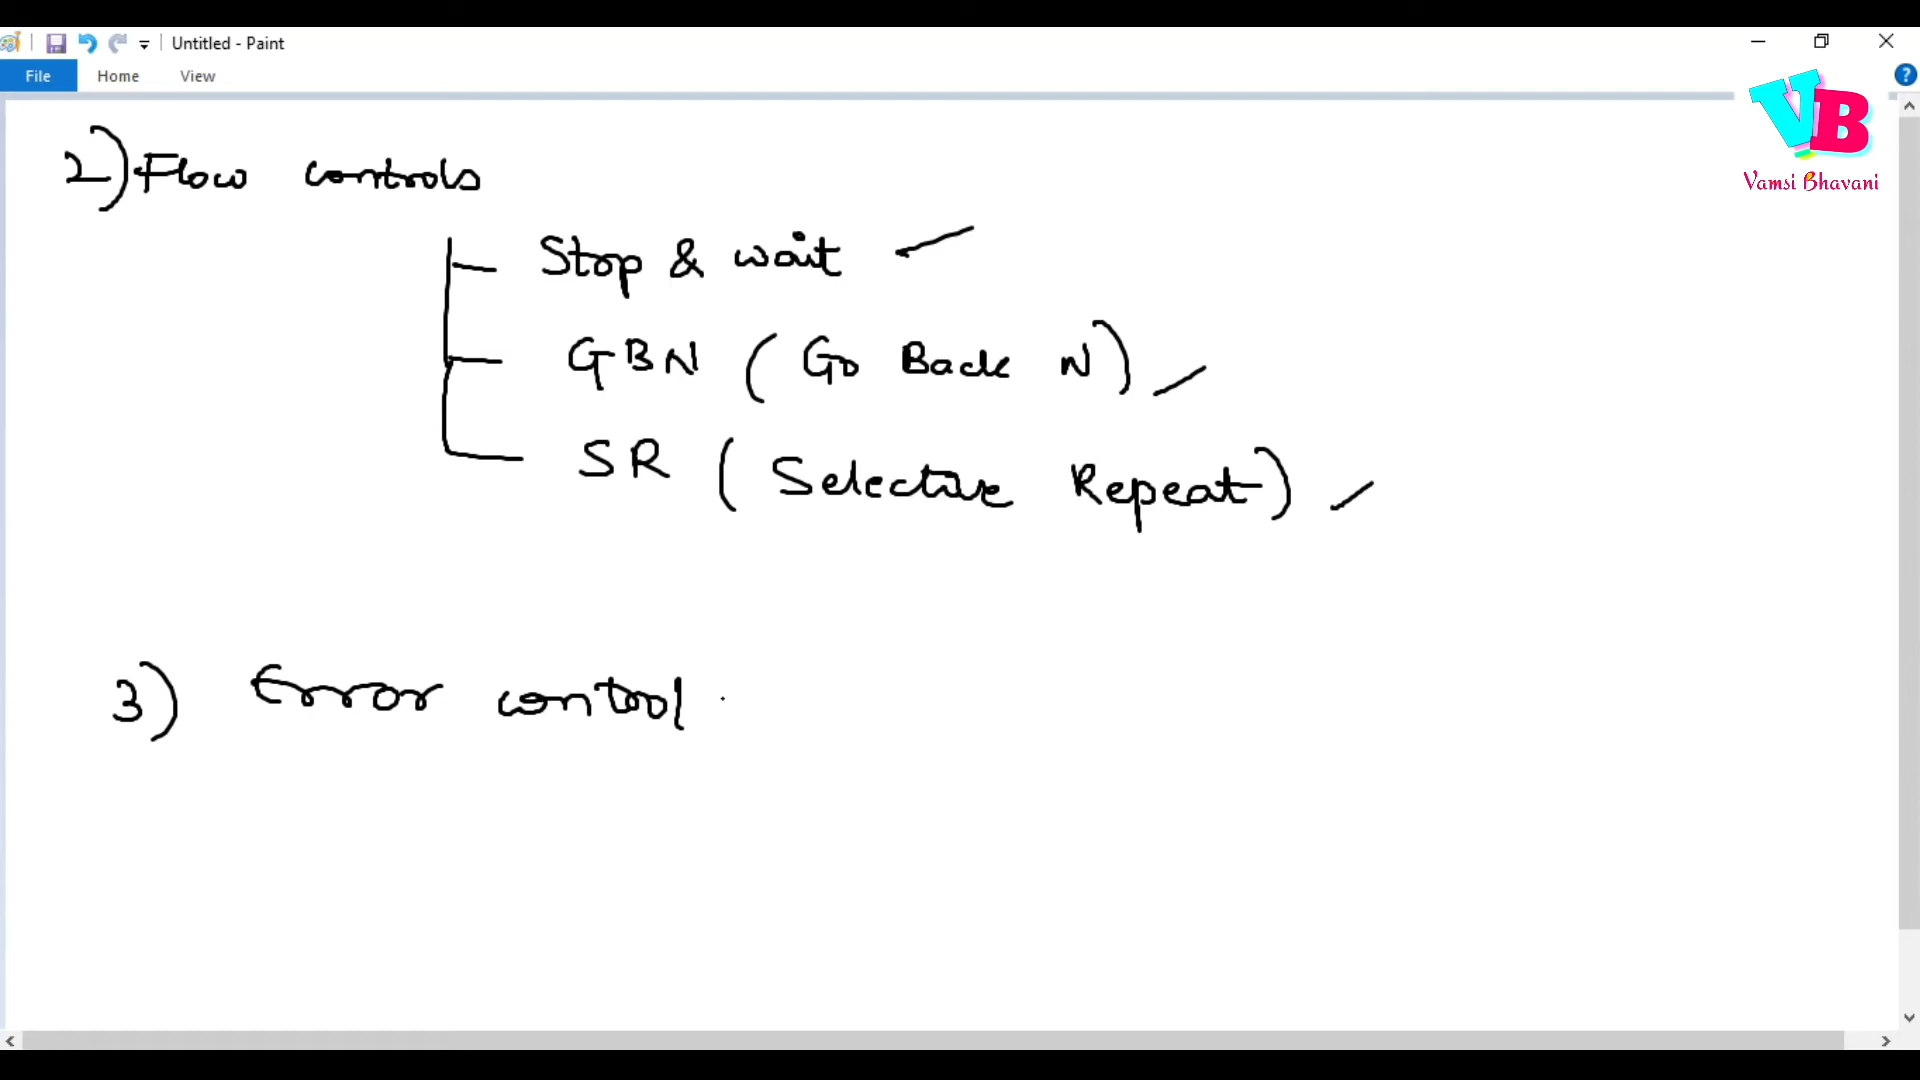 Untitled - Paint
File Home View
VB
Vamsi Bhavani
2) Flow controls
Stop & wait
GBN (Go Back N)
SR (Selective Repeat)
3) Error control